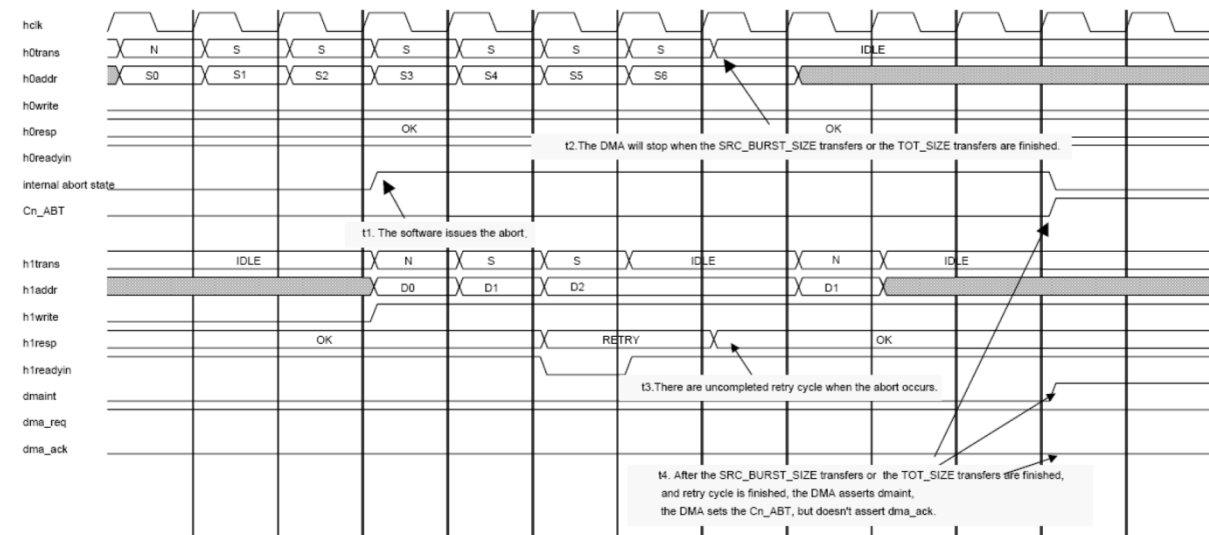 hclk
h0trans N S S S S S S IDLE
h0addr S0 S1 S2 S3 S4 S5 S6
h0write
h0resp OK OK
t2.The DMA will stop when the SRC_BURST_SIZE transfers or the TOT_SIZE transfers are finished.
h0readyin
internal abort state
Cn_ABT
t1. The software issues the abort.
h1trans IDLE N S S IDLE N IDLE
h1addr D0 D1 D2 D1
h1write
h1resp OK RETRY OK
h1readyin
t3.There are uncompleted retry cycle when the abort occurs.
dmaint
dma_req
dma_ack
t4. After the SRC_BURST_SIZE transfers or the TOT_SIZE transfers are finished,
and retry cycle is finished, the DMA asserts dmaint,
the DMA sets the Cn_ABT, but doesn't assert dma_ack.